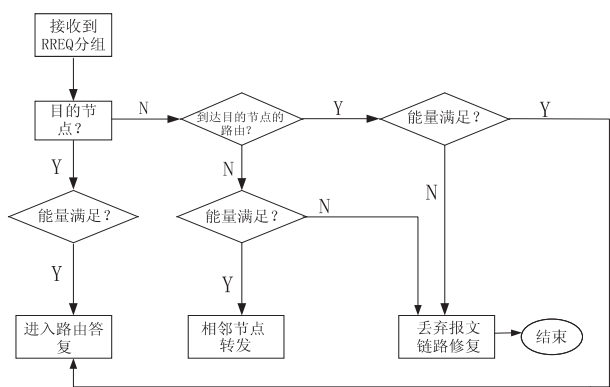 接收到
RREQ分组
目的节
点？
N
到达目的节点的
路由？
Y
能量满足？
Y
Y
N
N
能量满足？
能量满足？
N
Y
Y
进入路由答
复
相邻节点
转发
丢弃报文
链路修复
结束